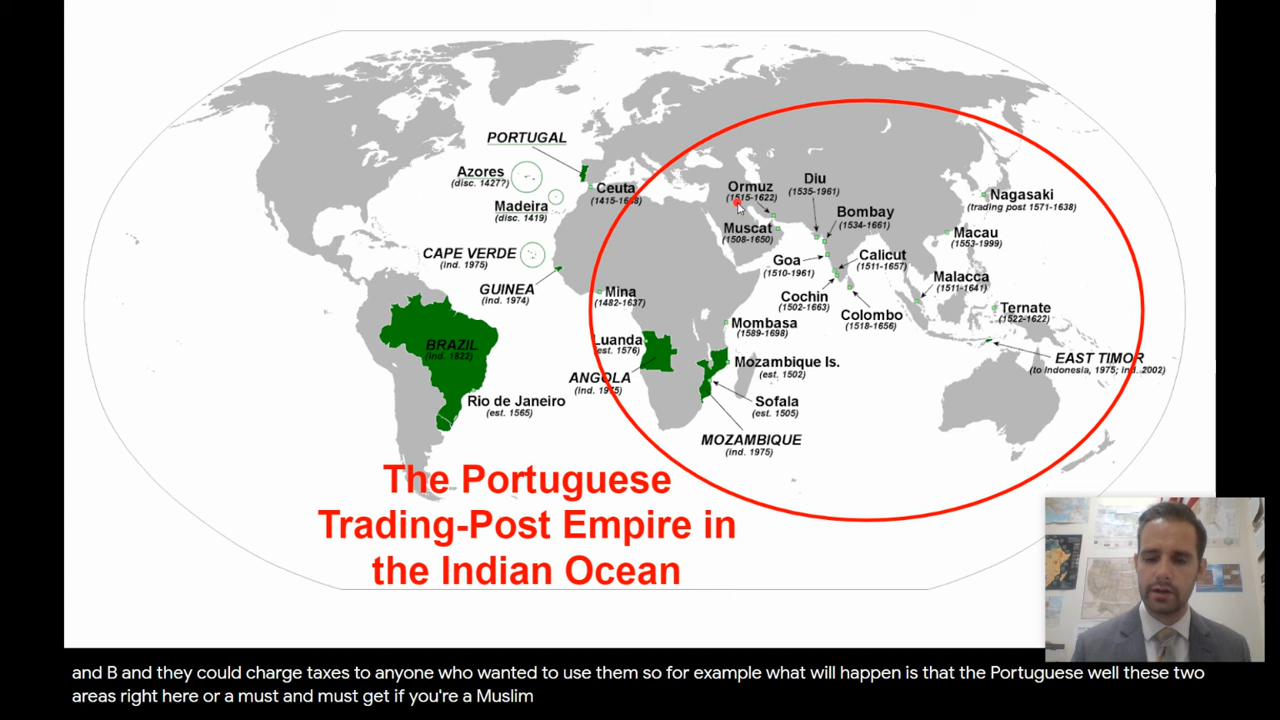 PORTUGAL
Azores
(disc. 1427?)
Madeira
(disc. 1419)
Ceuta
(1415-1668)
CAPE VERDE
(ind. 1975)
GUINEA
(ind. 1974)
Mina
(1482-1637)
BRAZIL
(ind. 1822)
Rio de Janeiro
(est. 1565)
Luanda
(est. 1576)
ANGOLA
(ind. 1975)
Ormuz
(1515-1622)
Muscat
(1508-1650)
Diu
(1535-1961)
Bombay
(1534-1661)
Goa
(1510-1961)
Calicut
(1511-1657)
Cochin
(1502-1663)
Colombo
(1518-1656)
Mombasa
(1589-1698)
Mozambique Is.
(est. 1502)
Sofala
(est. 1505)
MOZAMBIQUE
(ind. 1975)
Nagasaki
(trading post 1571-1638)
Macau
(1553-1999)
Malacca
(1511-1641)
Ternate
(1522-1622)
EAST TIMOR
(to Indonesia, 1975; ind. 2002)
The Portuguese
Trading-Post Empire in
the Indian Ocean
and B and they could charge taxes to anyone who wanted to use them so for example what will happen is that the Portuguese well these two
areas right here or a must and must get if you're a Muslim